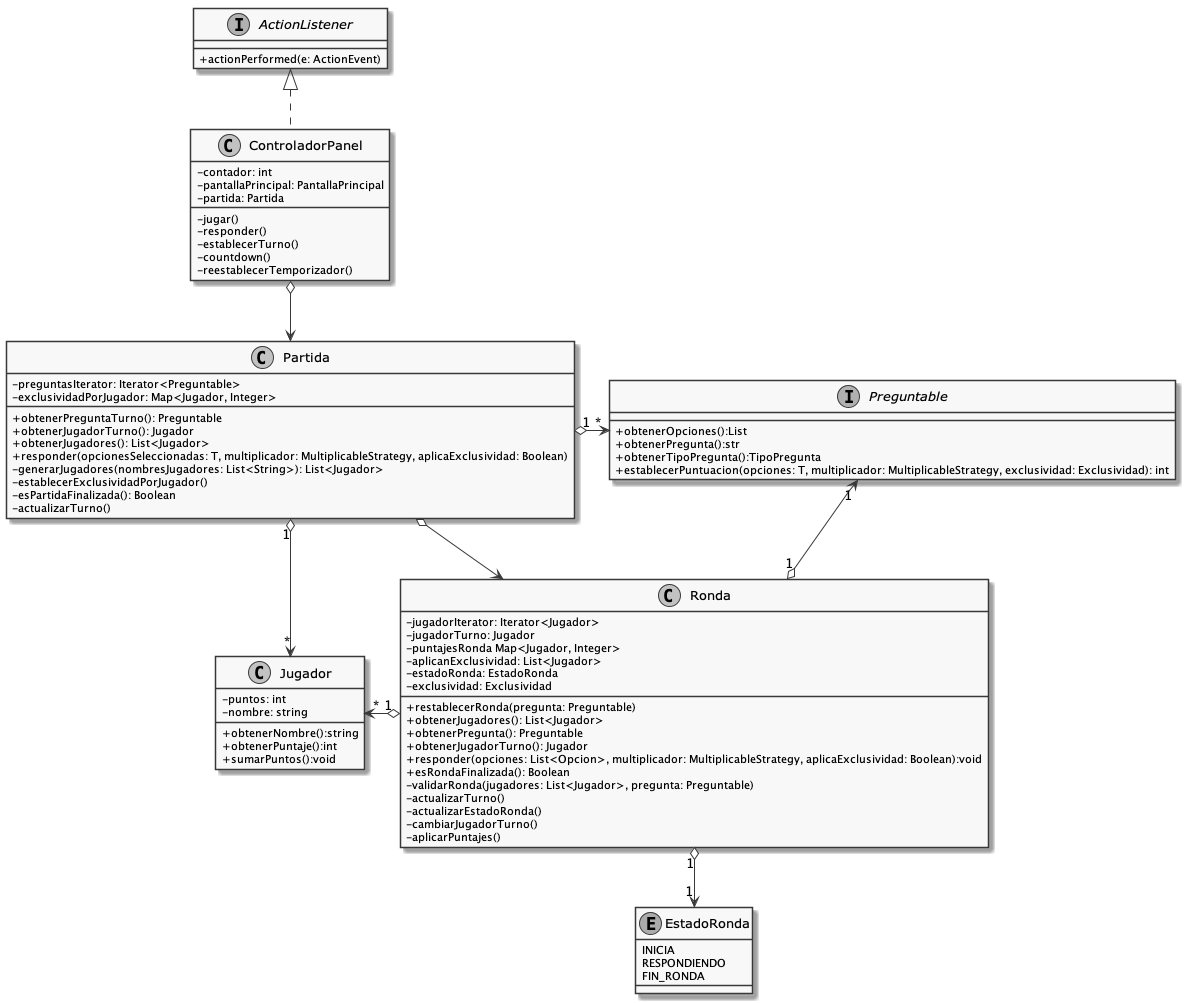 I ActionListener
+actionPerformed(e: ActionEvent)
C ControladorPanel
-contador: int
-pantallaPrincipal: PantallaPrincipal
-partida: Partida
-jugar()
-responder()
-establecerTurno()
-countdown()
-reestablecerTemporizador()
C Partida
-preguntasIterator: Iterator<Preguntable>
-exclusividadPorJugador: Map<Jugador, Integer>
+obtenerPreguntaTurno(): Preguntable
+obtenerJugadorTurno(): Jugador
+obtenerJugadores(): List<Jugador>
+responder(opcionesSeleccionadas: T, multiplicador: MultiplicableStrategy, aplicaExclusividad: Boolean)
-generarJugadores(nombresJugadores: List<String>): List<Jugador>
-establecerExclusividadPorJugador()
-esPartidaFinalizada(): Boolean
-actualizarTurno()
1 *
I Preguntable
+obtenerOpciones():List
+obtenerPregunta():str
+obtenerTipoPregunta():TipoPregunta
+establecerPuntuacion(opciones: T, multiplicador: MultiplicableStrategy, exclusividad: Exclusividad): int
1
1
1
*
C Ronda
-jugadorIterator: Iterator<Jugador>
-jugadorTurno: Jugador
-puntajesRonda Map<Jugador, Integer>
-aplicanExclusividad: List<Jugador>
-estadoRonda: EstadoRonda
-exclusividad: Exclusividad
+restablecerRonda(pregunta: Preguntable)
+obtenerJugadores(): List<Jugador>
+obtenerPregunta(): Preguntable
+obtenerJugadorTurno(): Jugador
+responder(opciones: List<Opcion>, multiplicador: MultiplicableStrategy, aplicaExclusividad: Boolean):void
+esRondaFinalizada(): Boolean
-validarRonda(jugadores: List<Jugador>, pregunta: Preguntable)
-actualizarTurno()
-actualizarEstadoRonda()
-cambiarJugadorTurno()
-aplicarPuntajes()
C Jugador
-puntos: int
-nombre: string
+obtenerNombre():string
+obtenerPuntaje():int
+sumarPuntos():void
* 1
1
1
E EstadoRonda
INICIA
RESPONDIENDO
FIN_RONDA